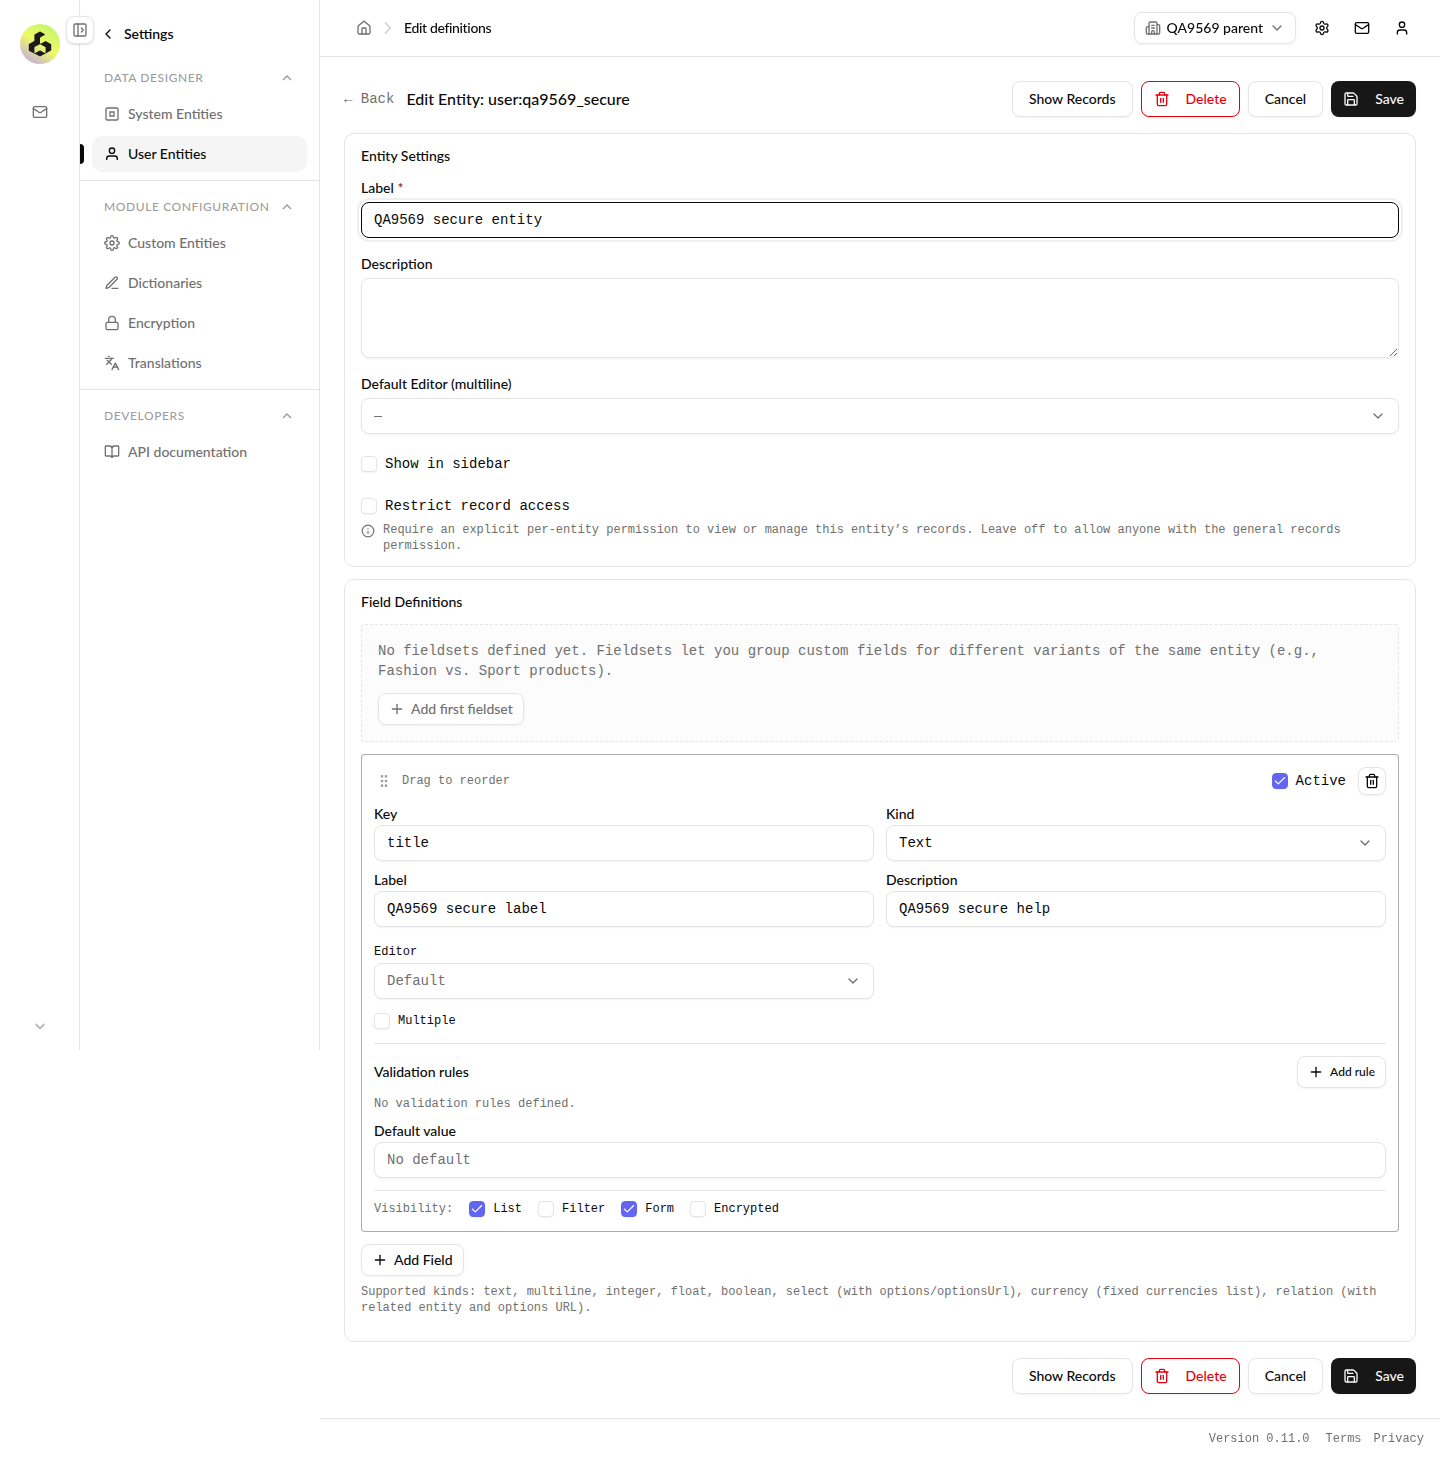 Settings
DATA DESIGNER
System Entities
User Entities
MODULE CONFIGURATION
Custom Entities
Dictionaries
Encryption
Translations
DEVELOPERS
API documentation
Edit definitions
QA9569 parent
← Back
Edit Entity: user:qa9569_secure
Show Records
Delete
Cancel
Save
Entity Settings
Label *
QA9569 secure entity
Description
Default Editor (multiline)
—
Show in sidebar
Restrict record access
Require an explicit per-entity permission to view or manage this entity’s records. Leave off to allow anyone with the general records
permission.
Field Definitions
No fieldsets defined yet. Fieldsets let you group custom fields for different variants of the same entity (e.g.,
Fashion vs. Sport products).
Add first fieldset
Drag to reorder
Active
Key
Kind
title
Text
Label
Description
QA9569 secure label
QA9569 secure help
Editor
Default
Multiple
Validation rules
Add rule
No validation rules defined.
Default value
No default
Visibility:
List
Filter
Form
Encrypted
Add Field
Supported kinds: text, multiline, integer, float, boolean, select (with options/optionsUrl), currency (fixed currencies list), relation (with
related entity and options URL).
Show Records
Delete
Cancel
Save
Version 0.11.0
Terms
Privacy